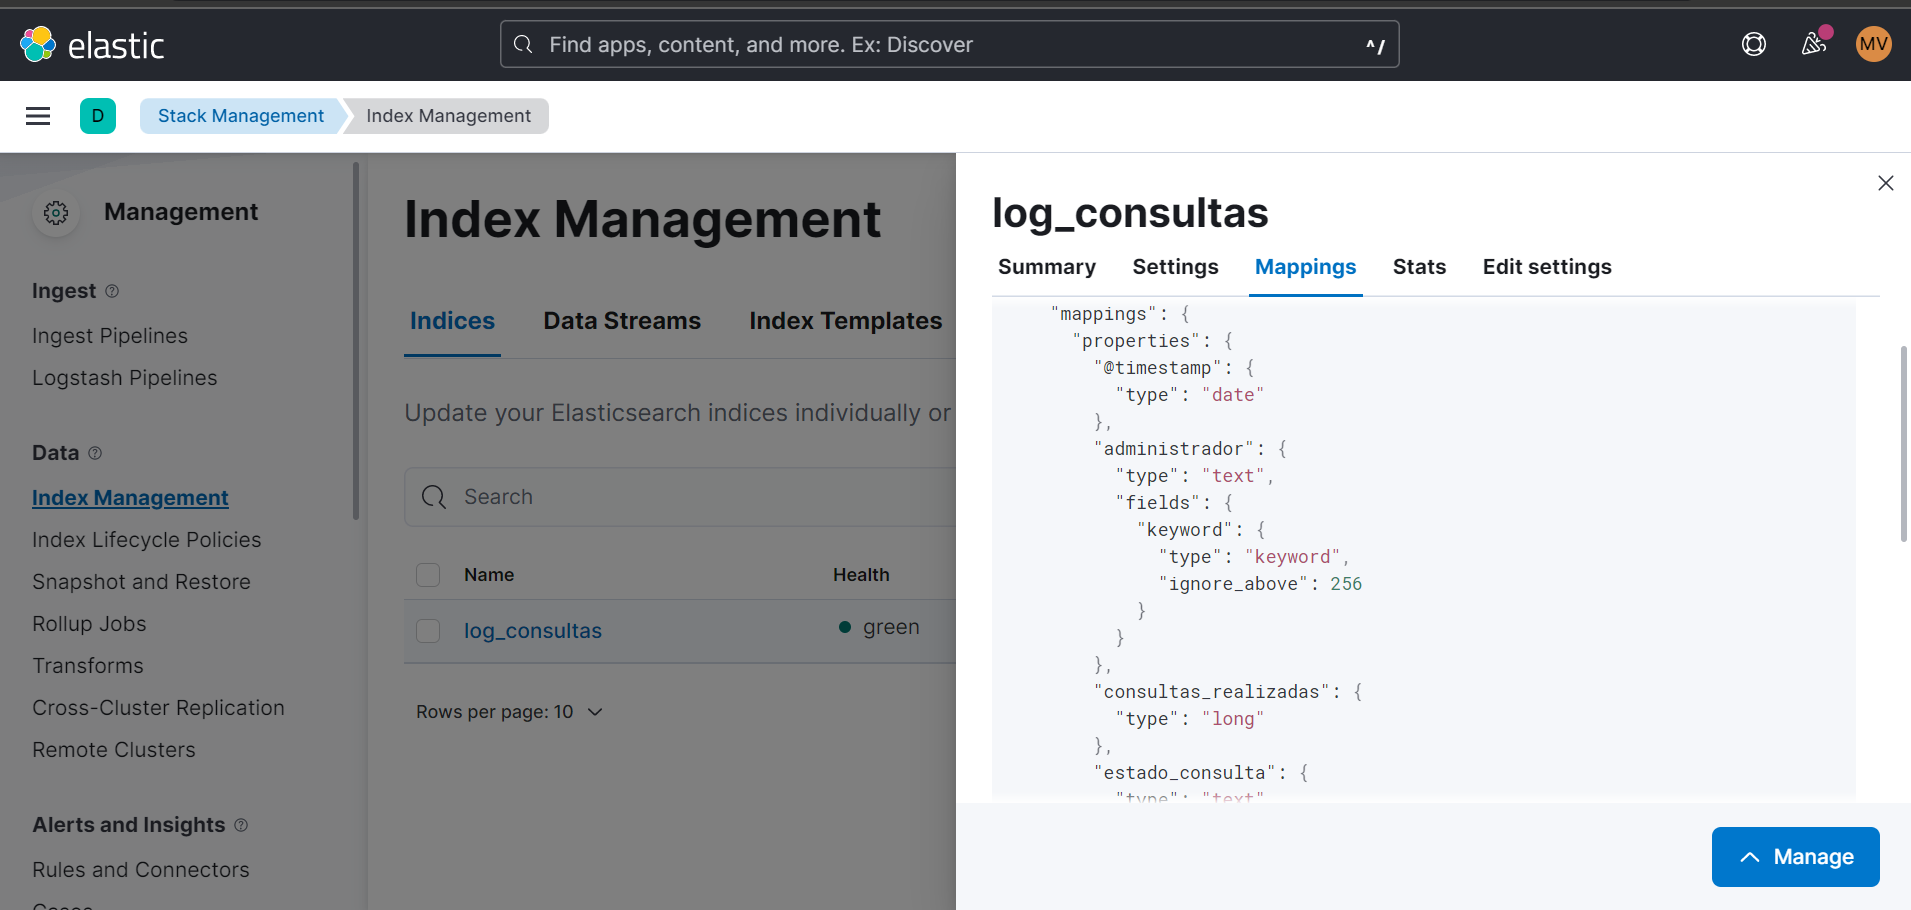 elastic
Find apps, content, and more. Ex: Discover
^/
MV
D
Stack Management
Index Management
Management
Ingest
Ingest Pipelines
Logstash Pipelines
Data
Index Management
Index Lifecycle Policies
Snapshot and Restore
Rollup Jobs
Transforms
Cross-Cluster Replication
Remote Clusters
Alerts and Insights
Rules and Connectors
Index Management
Indices Data Streams Index Templates
Update your Elasticsearch indices individually or
Search
Name Health
log_consultas green
Rows per page: 10
log_consultas
Summary Settings Mappings Stats Edit settings
"mappings": {
"properties": {
"@timestamp": {
"type": "date"
},
"administrador": {
"type": "text",
"fields": {
"keyword": {
"type": "keyword",
"ignore_above": 256
}
}
},
"consultas_realizadas": {
"type": "long"
},
"estado_consulta": {
"type": "text"
Manage